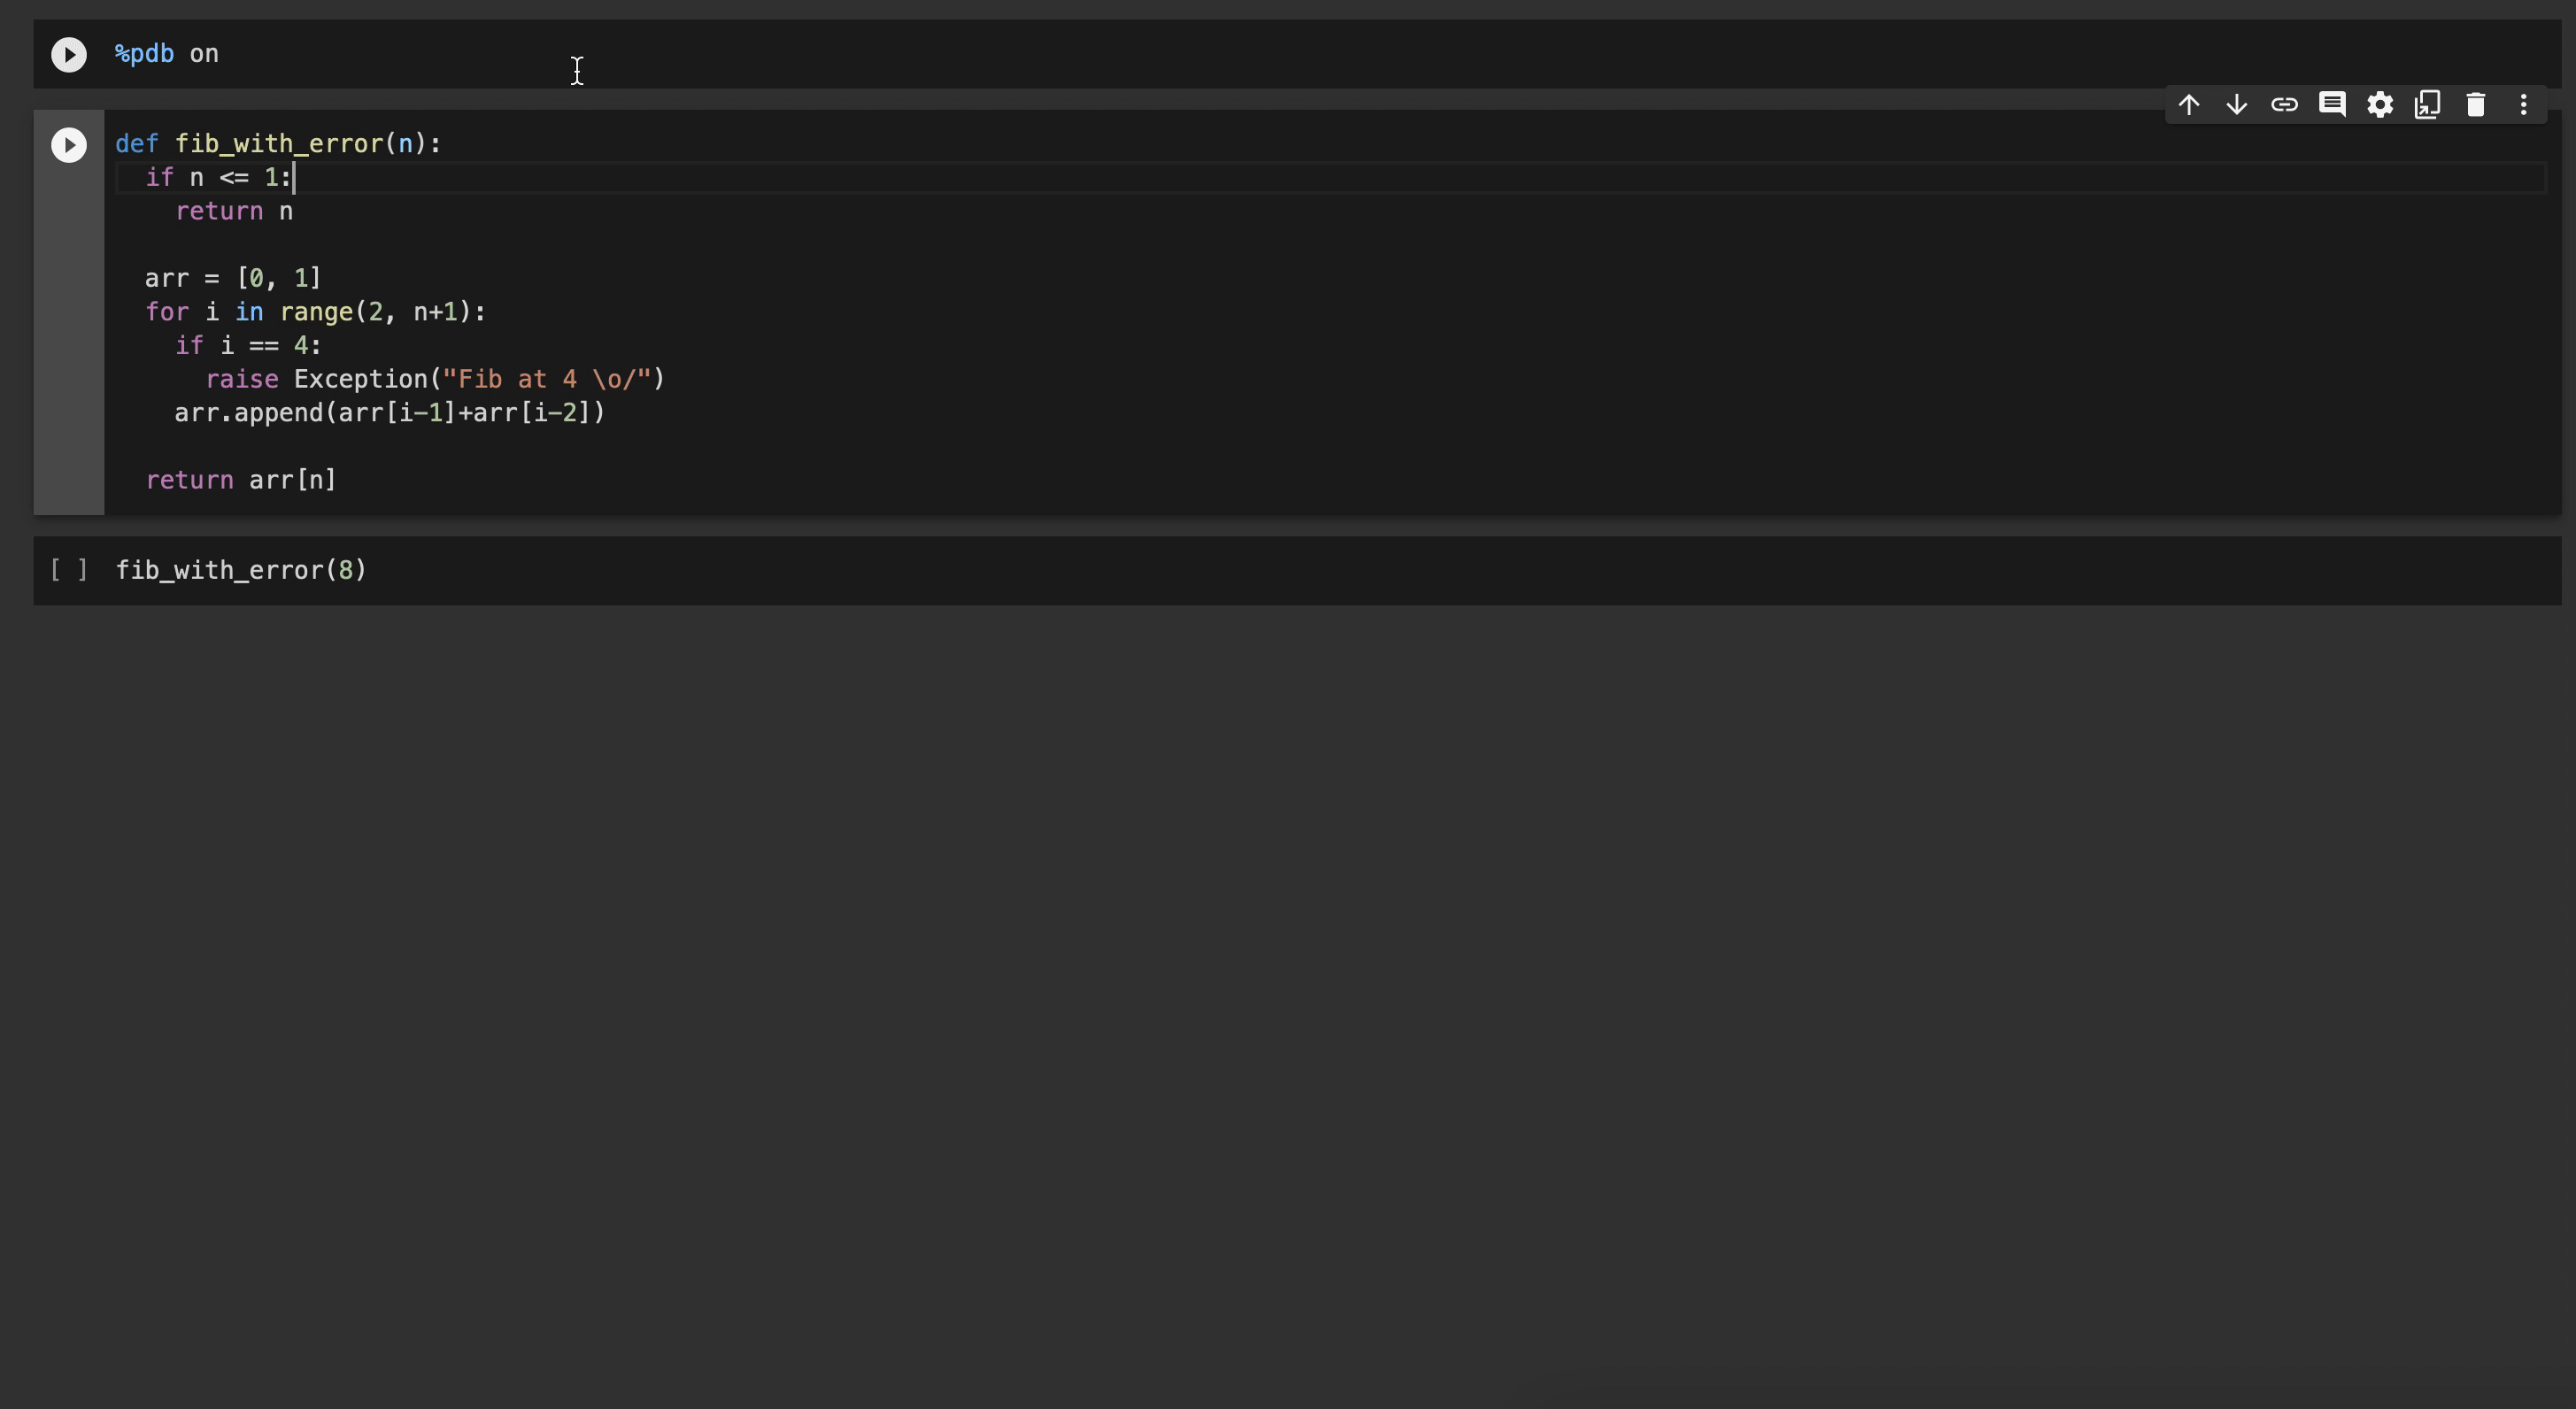 %pdb on
def fib_with_error(n):
  if n <= 1:
    return n
  arr = [0, 1]
  for i in range(2, n+1):
    if i == 4:
      raise Exception("Fib at 4 \o/")
    arr.append(arr[i-1]+arr[i-2])
  return arr[n]
[ ] fib_with_error(8)